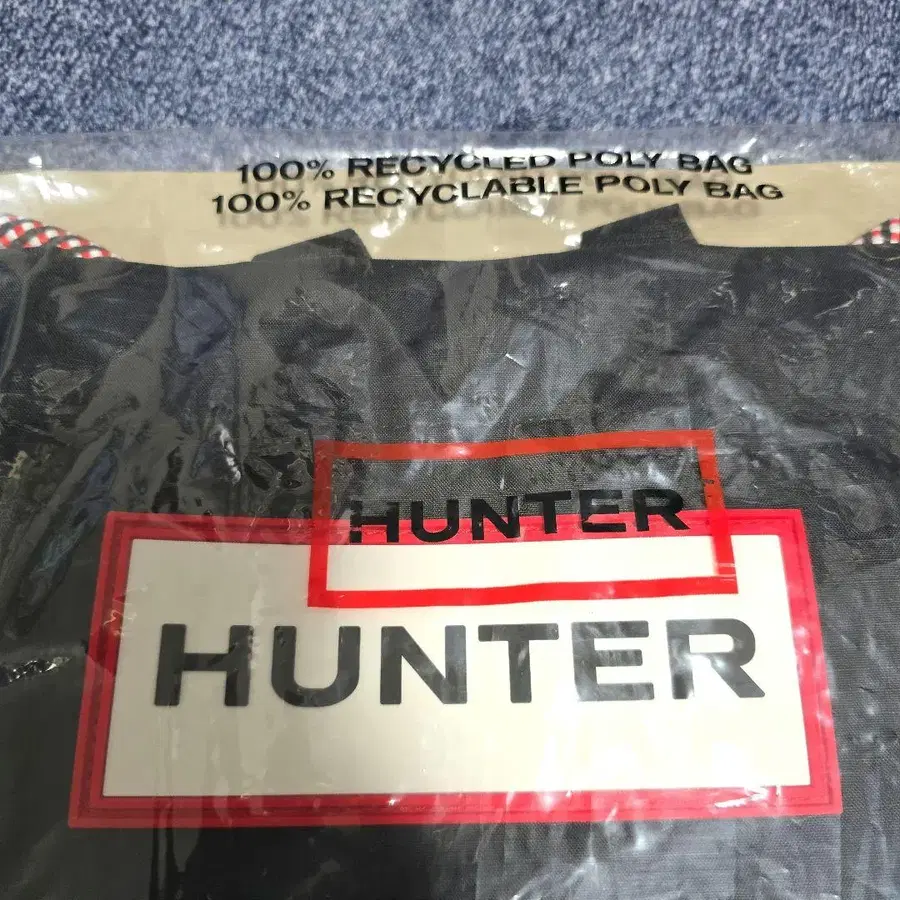 100% RECYCLED POLY BAG
100% RECYCLABLE POLY BAG
HUNTER
HUNTER